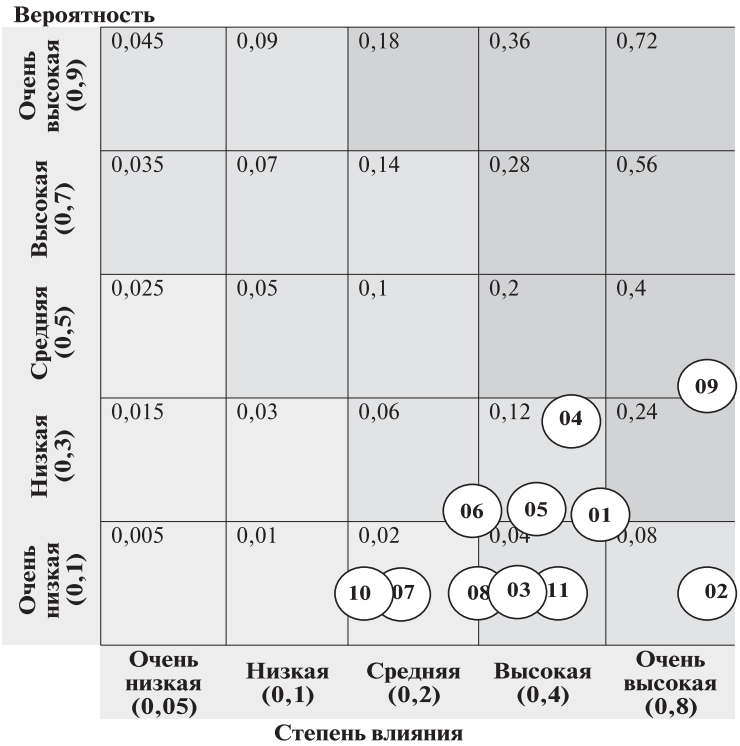 Вероятность
Очень
высокая
(0,9)
0,045
0,09
0,18
0,36
0,72
Высокая
(0,7)
0,035
0,07
0,14
0,28
0,56
Средняя
(0,5)
0,025
0,05
0,1
0,2
0,4
09
Низкая
(0,3)
0,015
0,03
0,06
0,12
04
0,24
06
05
01
Очень
низкая
(0,1)
0,005
0,01
0,02
0,04
0,08
10
07
08
03
11
02
Очень
низкая
(0,05)
Низкая
(0,1)
Средняя
(0,2)
Высокая
(0,4)
Очень
высокая
(0,8)
Степень влияния